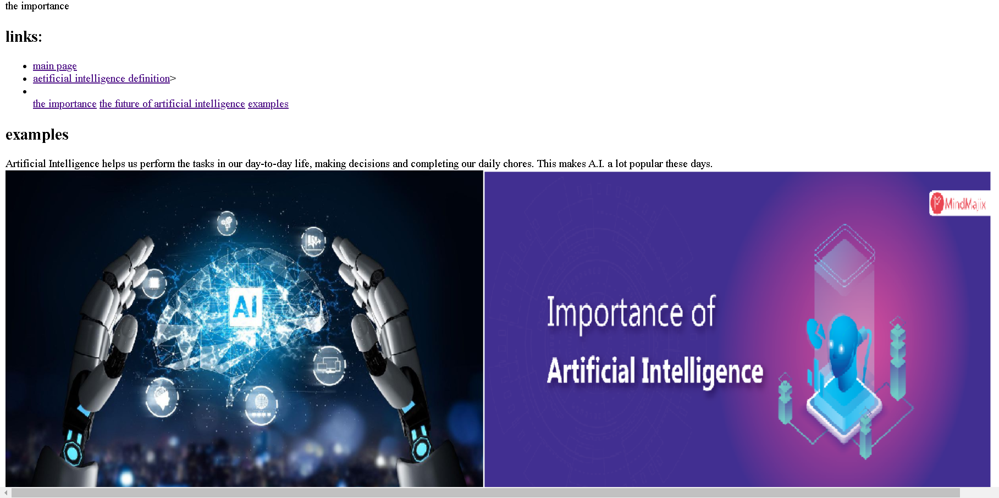 the importance
links:
main page
aetificial intelligence definition>
the importance the future of artificial intelligence examples
examples
Artificial Intelligence helps us perform the tasks in our day-to-day life, making decisions and completing our daily chores. This makes A.I. a lot popular these days.
AI
MindMajix
Importance of
Artificial Intelligence